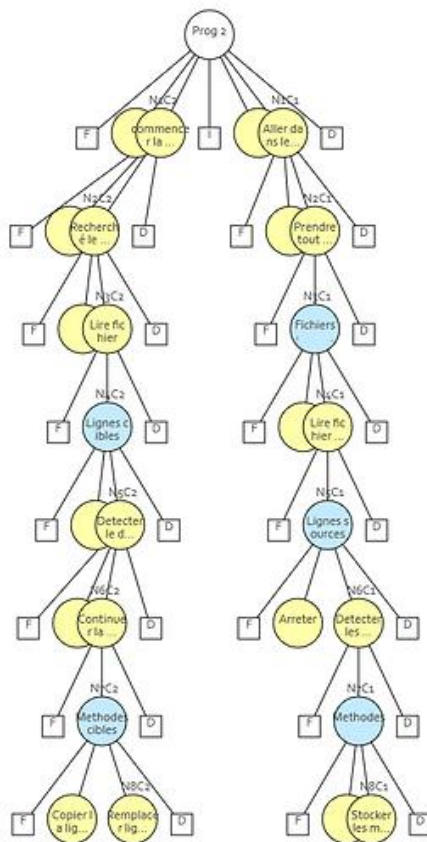 Prog 2
N1C2
N1C1
F
commence
r la ...
I
Aller da
ns le...
D
N2C2
N2C1
F
Recherch
é le ...
D
F
Prendre
tout ...
D
N3C2
N3C1
F
Lire fic
hier
D
F
Fichiers
D
N4C2
N4C1
F
Lignes c
ibles
D
F
Lire fic
hier ...
D
N5C2
N5C1
F
Detecter
le d...
D
F
Lignes s
ources
D
N6C2
N6C1
F
Continue
r la ...
D
F
Arreter
Detecter
les ...
D
N7C2
N7C1
F
Methodes
cibles
D
F
Methodes
D
N8C2
N8C1
F
Copier l
a lig...
Remplace
r lig...
D
F
Stocker
les m...
D